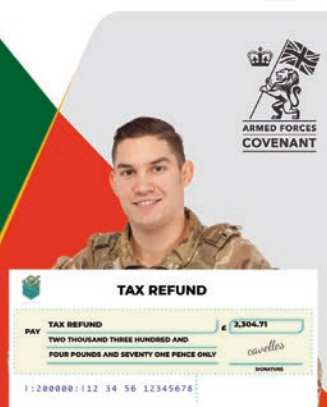 ARMED FORCES
COVENANT
TAX REFUND
PAY
TAX REFUND
£ 2,304.71
TWO THOUSAND THREE HUNDRED AND
FOUR POUNDS AND SEVENTY ONE PENCE ONLY
cavelles
SIGNATURE
⑆200000⑆12 34 56 12345678